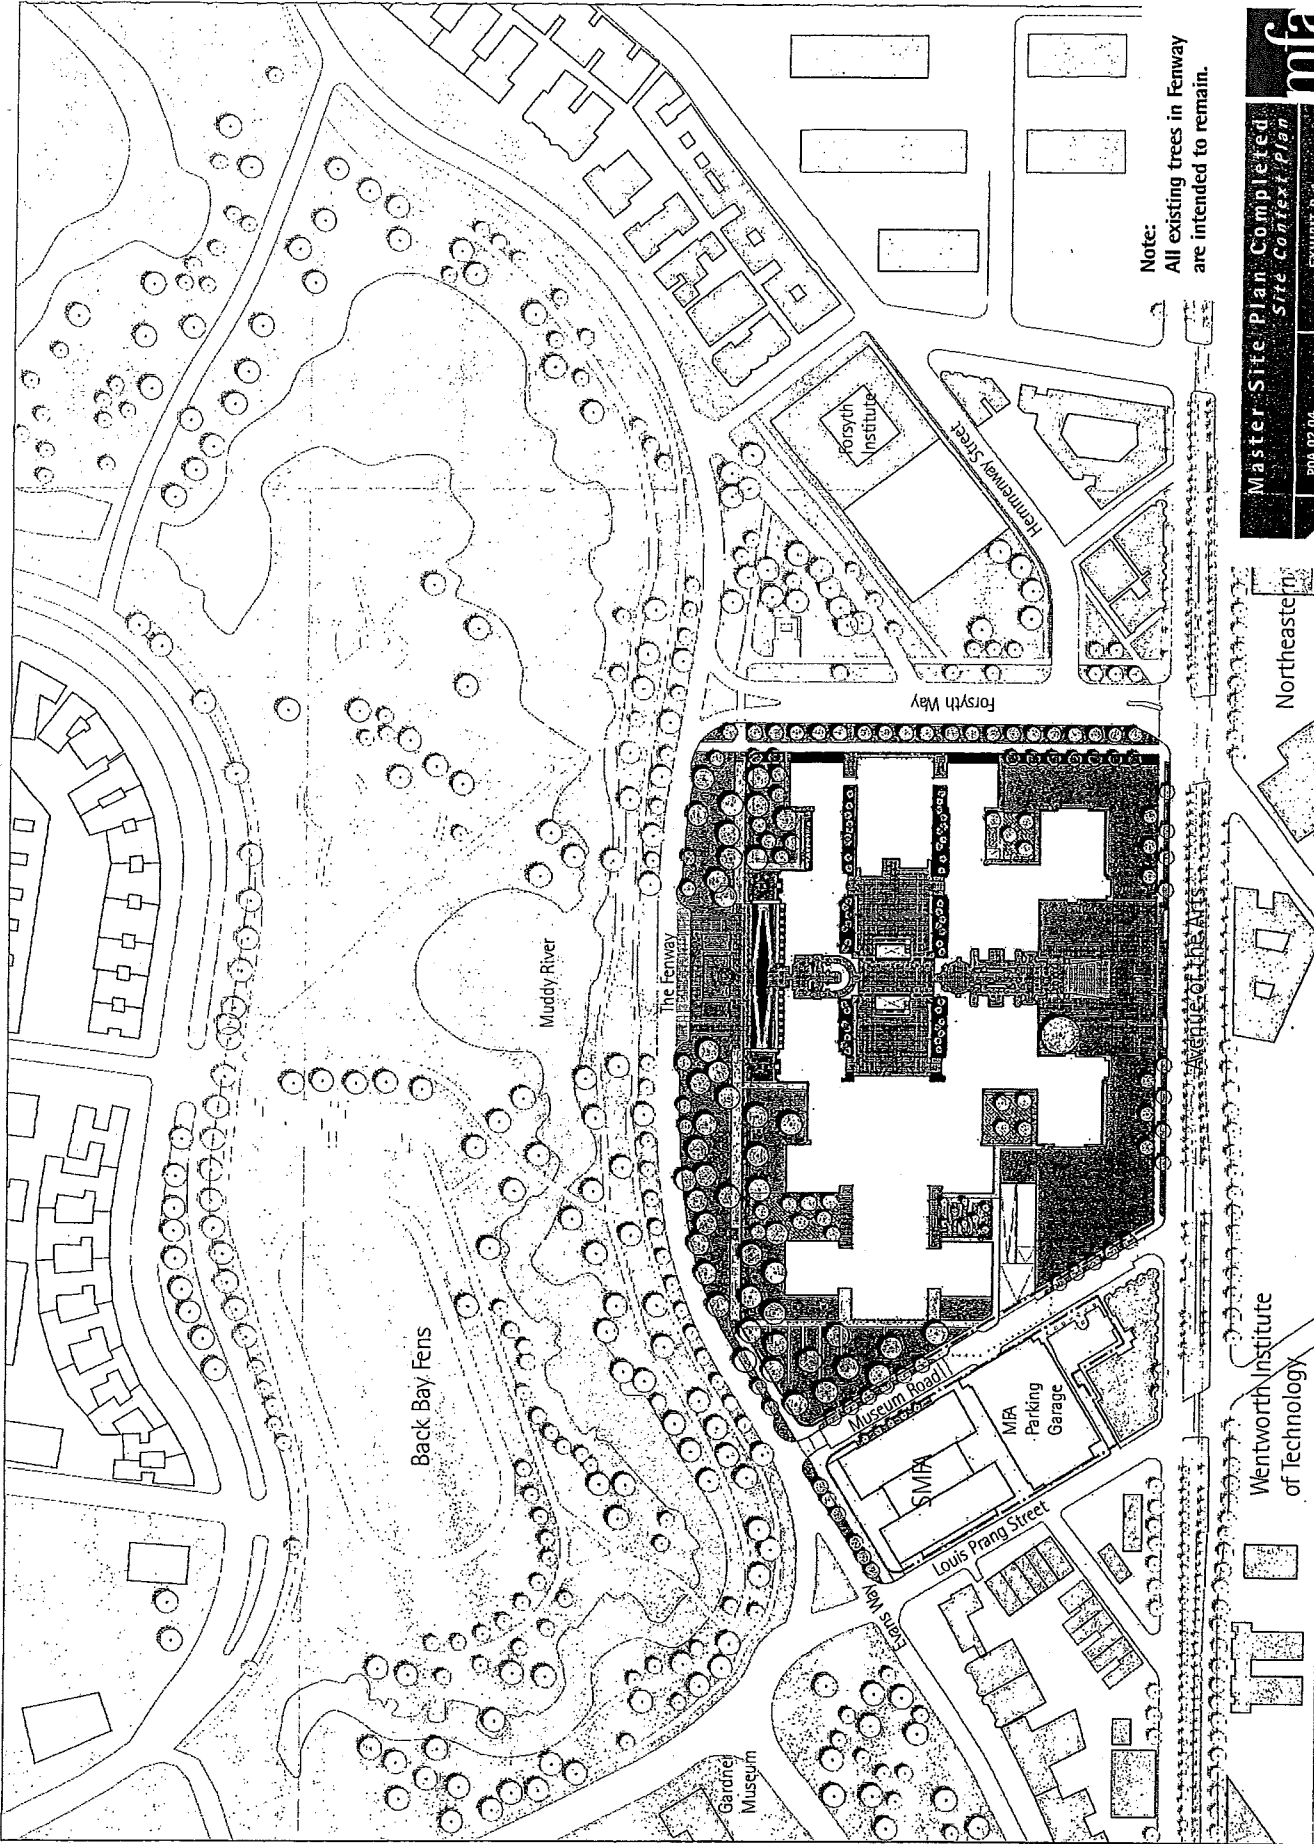 Back Bay Fens
Muddy River
The Fenway
Gardner
Museum
Evans Way
Louis Prang Street
SMFA
MFA
Parking
Garage
Museum Road
Forsyth Way
Forsyth
Institute
Hemmenway Street
Avenue of the Arts
Wentworth Institute
of Technology
Northeastern
Note:
All existing trees in Fenway
are intended to remain.
Master Site Plan Completed
Site Context Plan
mfa